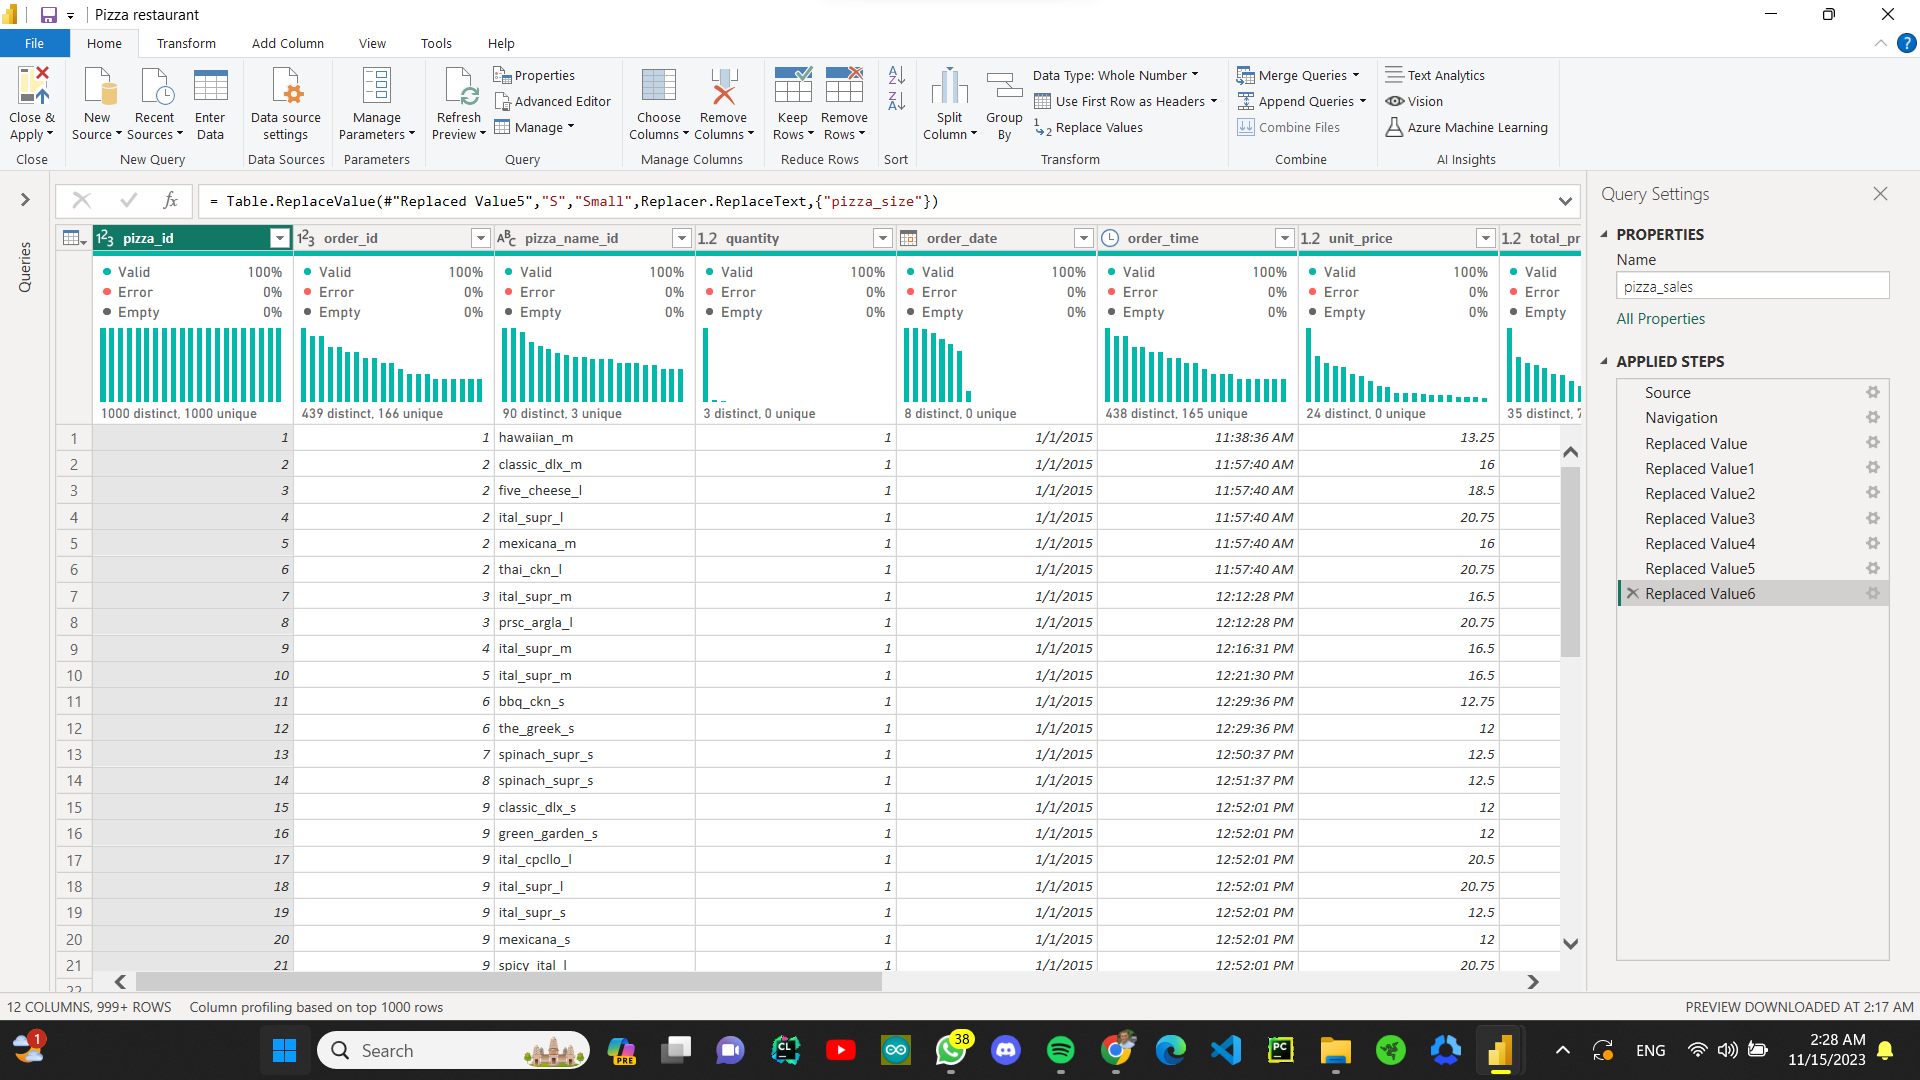 Pizza restaurant
File Home Transform Add Column View Tools Help
Close & Apply
Close
New Source
Recent Sources
Enter Data
New Query
Data source settings
Data Sources
Manage Parameters
Parameters
Refresh Preview
Properties
Advanced Editor
Manage
Query
Choose Columns
Remove Columns
Manage Columns
Keep Rows
Remove Rows
Reduce Rows
Sort
Split Column
Group By
Data Type: Whole Number
Use First Row as Headers
Replace Values
Transform
Merge Queries
Append Queries
Combine Files
Combine
Text Analytics
Vision
Azure Machine Learning
AI Insights
Queries
fx = Table.ReplaceValue(#"Replaced Value5","S","Small",Replacer.ReplaceText,{"pizza_size"})
pizza_id order_id pizza_name_id quantity order_date order_time unit_price total_pr
Valid 100% Valid 100% Valid 100% Valid 100% Valid 100% Valid 100% Valid 100% Valid
Error 0% Error 0% Error 0% Error 0% Error 0% Error 0% Error 0% Error
Empty 0% Empty 0% Empty 0% Empty 0% Empty 0% Empty 0% Empty 0% Empty
1000 distinct, 1000 unique 439 distinct, 166 unique 90 distinct, 3 unique 3 distinct, 0 unique 8 distinct, 0 unique 438 distinct, 165 unique 24 distinct, 0 unique 35 distinct, 7
1 1 1 hawaiian_m 1 1/1/2015 11:38:36 AM 13.25
2 2 2 classic_dlx_m 1 1/1/2015 11:57:40 AM 16
3 3 2 five_cheese_l 1 1/1/2015 11:57:40 AM 18.5
4 4 2 ital_supr_l 1 1/1/2015 11:57:40 AM 20.75
5 5 2 mexicana_m 1 1/1/2015 11:57:40 AM 16
6 6 2 thai_ckn_l 1 1/1/2015 11:57:40 AM 20.75
7 7 3 ital_supr_m 1 1/1/2015 12:12:28 PM 16.5
8 8 3 prsc_argla_l 1 1/1/2015 12:12:28 PM 20.75
9 9 4 ital_supr_m 1 1/1/2015 12:16:31 PM 16.5
10 10 5 ital_supr_m 1 1/1/2015 12:21:30 PM 16.5
11 11 6 bbq_ckn_s 1 1/1/2015 12:29:36 PM 12.75
12 12 6 the_greek_s 1 1/1/2015 12:29:36 PM 12
13 13 7 spinach_supr_s 1 1/1/2015 12:50:37 PM 12.5
14 14 8 spinach_supr_s 1 1/1/2015 12:51:37 PM 12.5
15 15 9 classic_dlx_s 1 1/1/2015 12:52:01 PM 12
16 16 9 green_garden_s 1 1/1/2015 12:52:01 PM 12
17 17 9 ital_cpcllo_l 1 1/1/2015 12:52:01 PM 20.5
18 18 9 ital_supr_l 1 1/1/2015 12:52:01 PM 20.75
19 19 9 ital_supr_s 1 1/1/2015 12:52:01 PM 12.5
20 20 9 mexicana_s 1 1/1/2015 12:52:01 PM 12
21 21 9 spicy_ital_l 1 1/1/2015 12:52:01 PM 20.75
22
Query Settings
PROPERTIES
Name
pizza_sales
All Properties
APPLIED STEPS
Source
Navigation
Replaced Value
Replaced Value1
Replaced Value2
Replaced Value3
Replaced Value4
Replaced Value5
Replaced Value6
12 COLUMNS, 999+ ROWS Column profiling based on top 1000 rows PREVIEW DOWNLOADED AT 2:17 AM
1 Search PRE CL 38 PC ENG 2:28 AM
11/15/2023